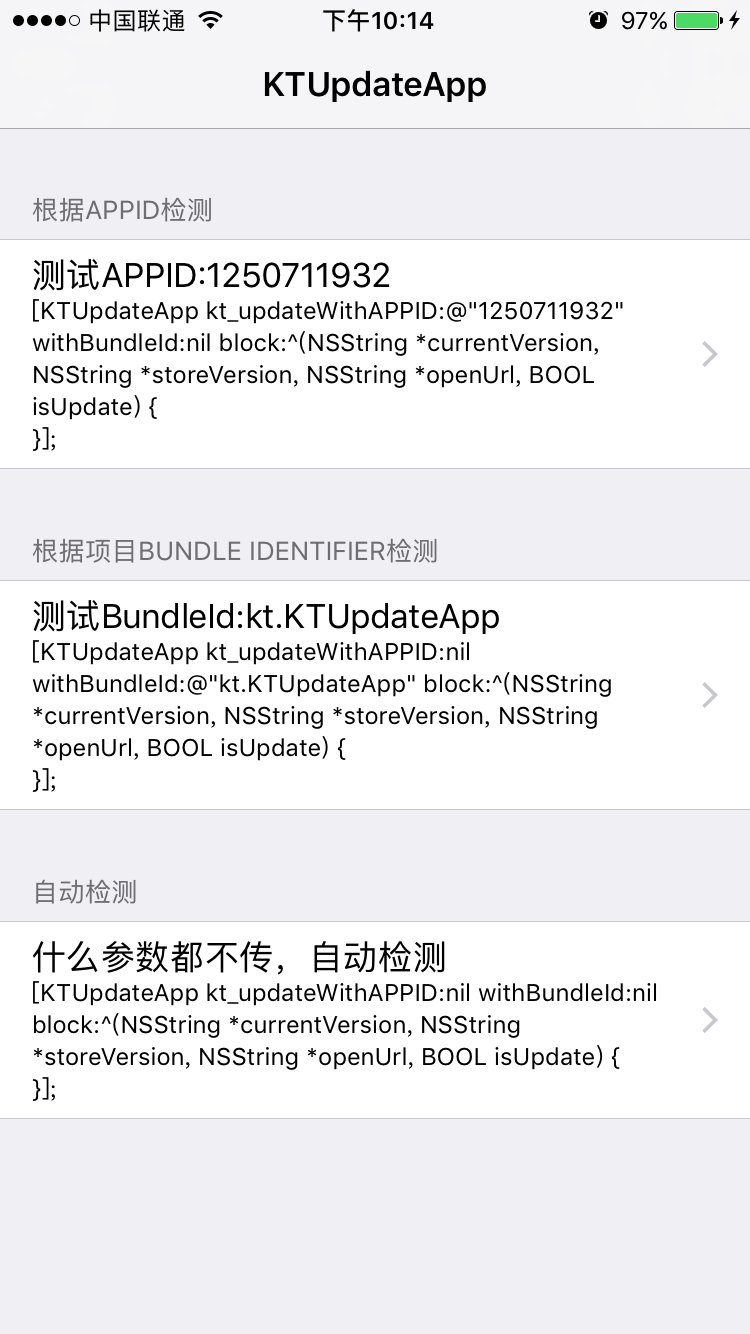 中国联通
下午10:14
97%
KTUpdateApp
根据APPID检测
测试APPID:1250711932
[KTUpdateApp kt_updateWithAPPID:@"1250711932"
withBundleId:nil block:^(NSString *currentVersion,
NSString *storeVersion, NSString *openUrl, BOOL
isUpdate) {
}];
根据项目BUNDLE IDENTIFIER检测
测试BundleId:kt.KTUpdateApp
[KTUpdateApp kt_updateWithAPPID:nil
withBundleId:@"kt.KTUpdateApp" block:^(NSString
*currentVersion, NSString *storeVersion, NSString
*openUrl, BOOL isUpdate) {
}];
自动检测
什么参数都不传，自动检测
[KTUpdateApp kt_updateWithAPPID:nil withBundleId:nil
block:^(NSString *currentVersion, NSString
*storeVersion, NSString *openUrl, BOOL isUpdate) {
}];